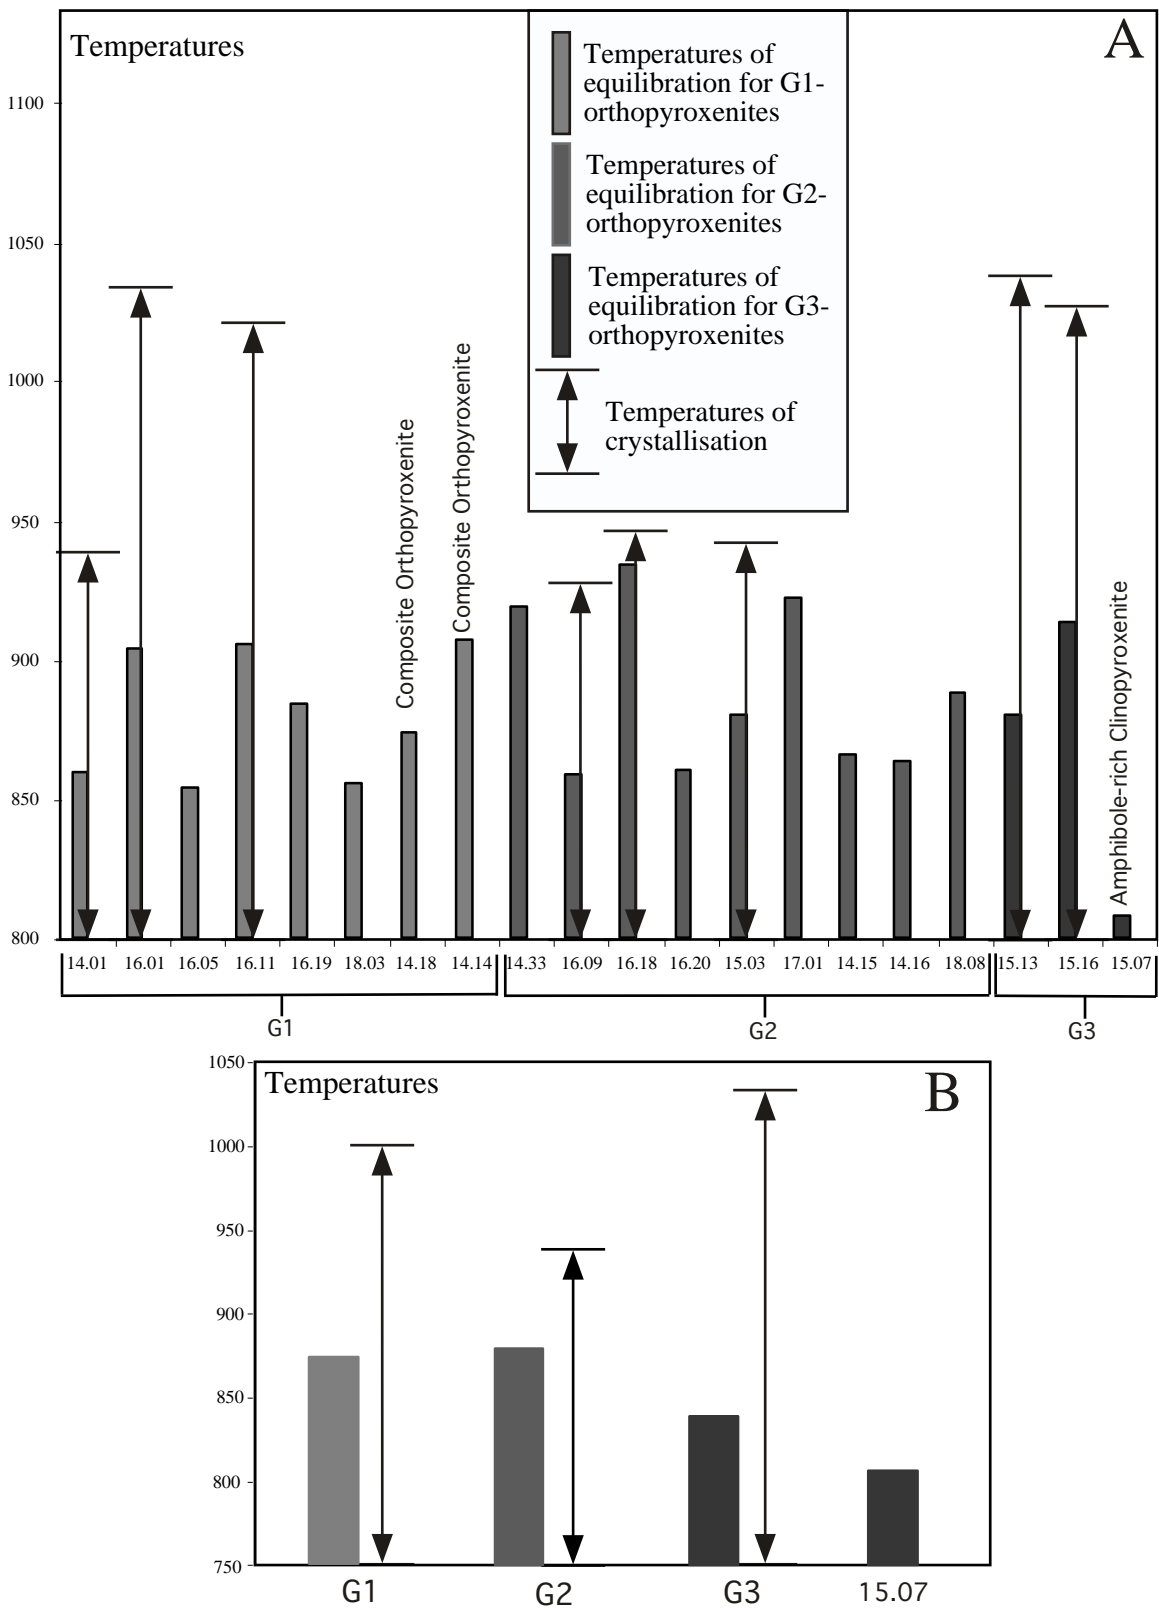 Temperatures
A
Temperatures of
equilibration for G1-
orthopyroxenites
Temperatures of
equilibration for G2-
orthopyroxenites
Temperatures of
equilibration for G3-
orthopyroxenites
Temperatures of
crystallisation
1100
1050
1000
950
900
850
800
Composite Orthopyroxenite
Composite Orthopyroxenite
Amphibole-rich Clinopyroxenite
14.01 16.01 16.05 16.11 16.19 18.03 14.18 14.14 14.33 16.09 16.18 16.20 15.03 17.01 14.15 14.16 18.08 15.13 15.16 15.07
G1 G2 G3
Temperatures
B
1050
1000
950
900
850
800
750
G1 G2 G3 15.07